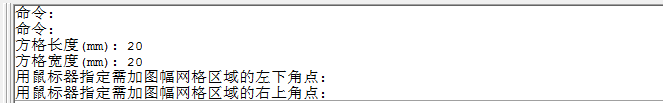 命令:
命令:
方格长度(mm): 20
方格宽度(mm): 20
用鼠标器指定需加图幅网格区域的左下角点:
用鼠标器指定需加图幅网格区域的右上角点: